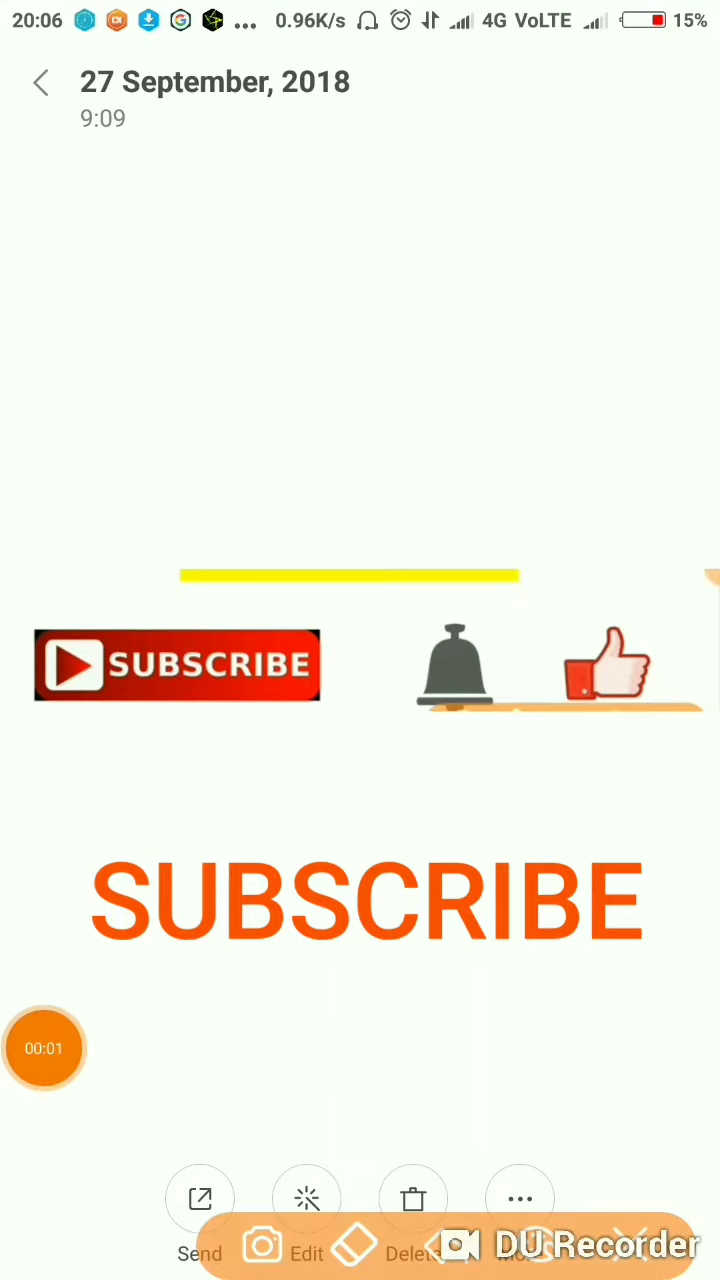 20:06 ... 0.96K/s 4G VoLTE 15%
27 September, 2018
9:09
SUBSCRIBE
SUBSCRIBE
00:01
Send Edit Delete
DU Recorder